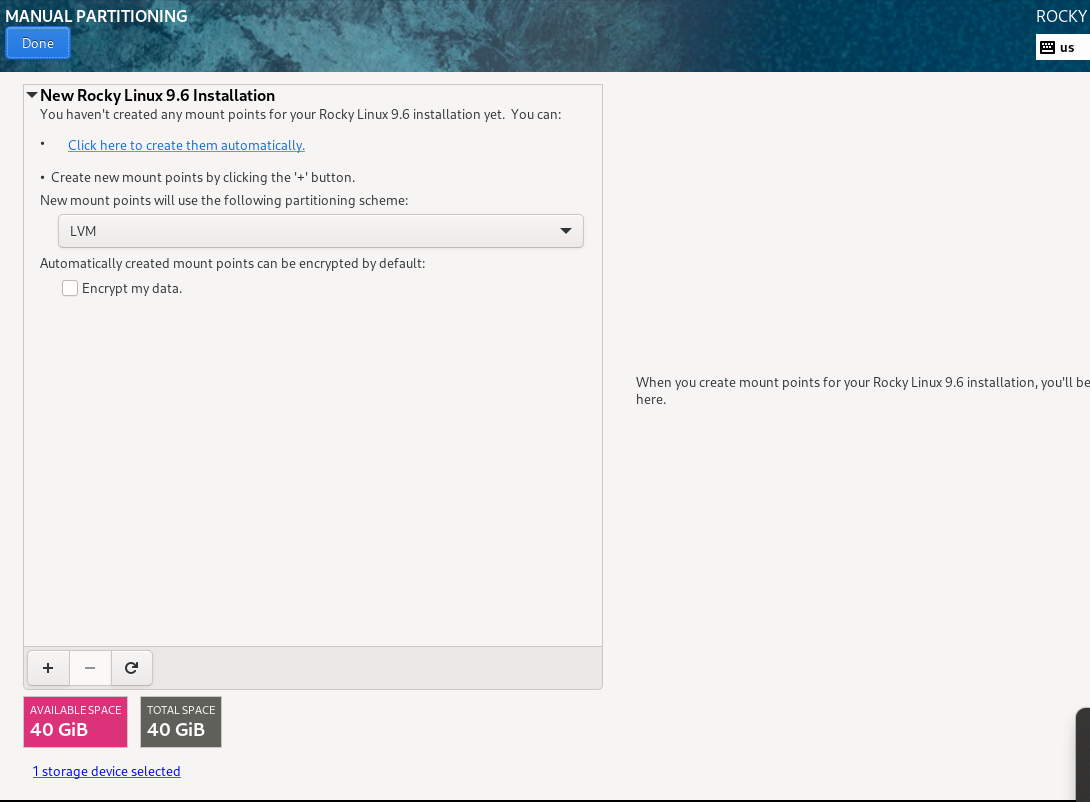 MANUAL PARTITIONING
ROCKY
Done
us
New Rocky Linux 9.6 Installation
You haven't created any mount points for your Rocky Linux 9.6 installation yet.  You can:
• Click here to create them automatically.
• Create new mount points by clicking the '+' button.
New mount points will use the following partitioning scheme:
LVM
Automatically created mount points can be encrypted by default:
Encrypt my data.
When you create mount points for your Rocky Linux 9.6 installation, you'll be
here.
AVAILABLE SPACE
40 GiB
TOTAL SPACE
40 GiB
1 storage device selected